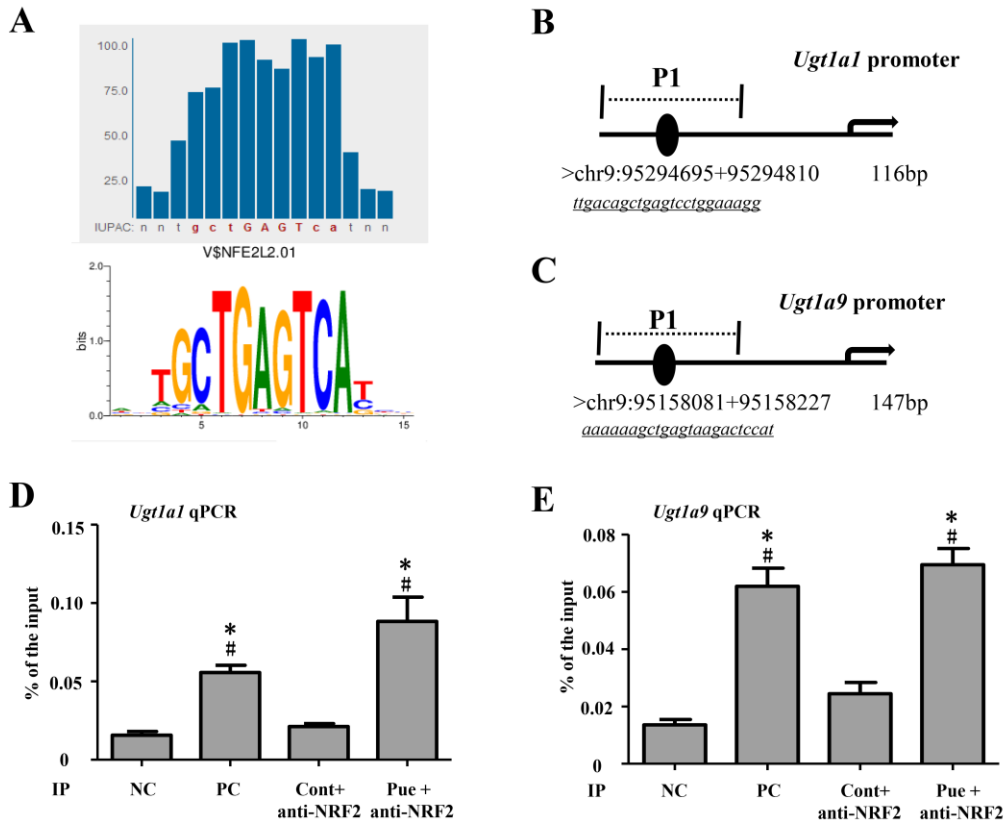 A
100.0
75.0
50.0
25.0
IUPAC: n n t g c t G A G T c a t n n
V$NFE2L2.01
2.0
bits
1.0
0.0
TGCTGAGTCAT
5 10 15
B
Ugt1a1 promoter
P1
>chr9:95294695+95294810 116bp
ttgacagctgagtcctggaaagg
C
Ugt1a9 promoter
P1
>chr9:95158081+95158227 147bp
aaaaaagctgagtaagactccat
D
Ugt1a1 qPCR
0.15
0.10
0.05
0
% of the input
*
#
*
#
IP NC PC Cont+ anti-NRF2 Pue + anti-NRF2
E
Ugt1a9 qPCR
0.08
0.06
0.04
0.02
0
% of the input
*
#
*
#
IP NC PC Cont+ anti-NRF2 Pue + anti-NRF2